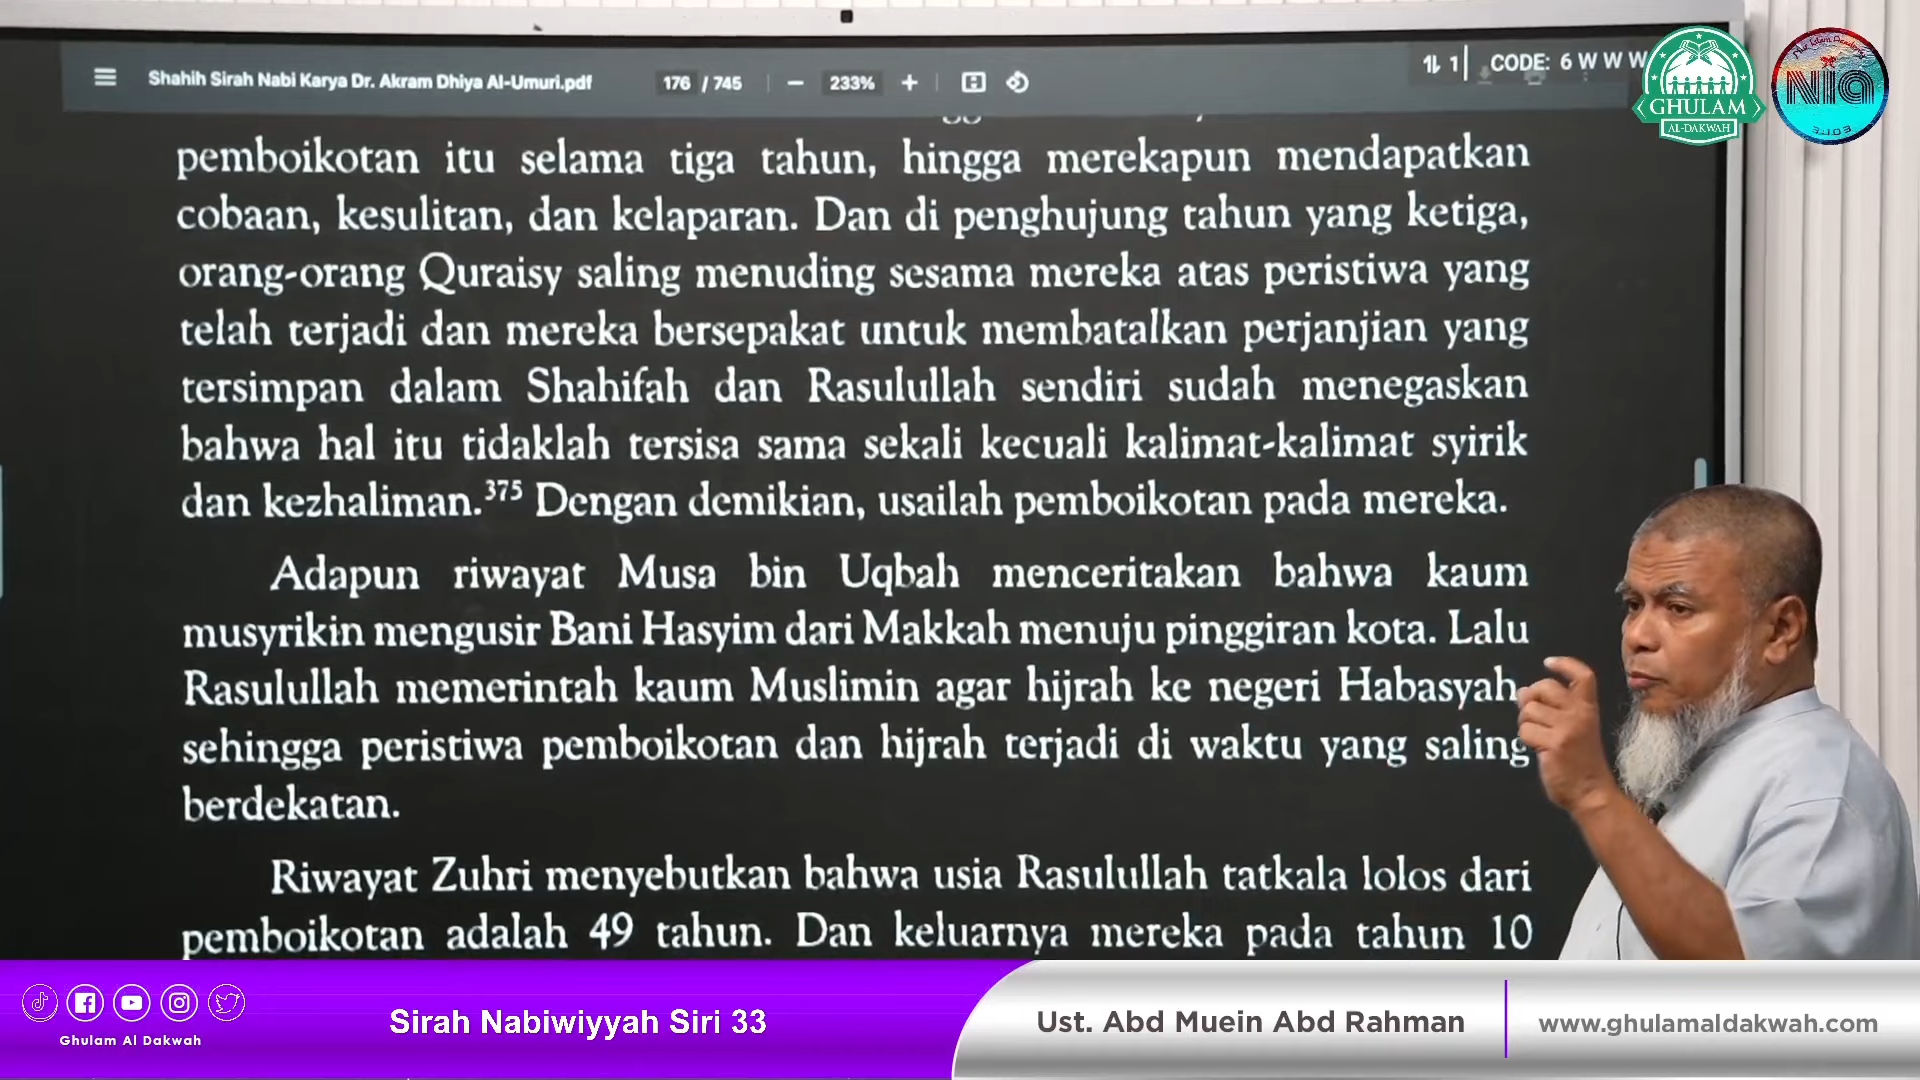 Shahih Sirah Nabi Karya Dr. Akram Dhiya Al-Umuri.pdf
176 / 745
233%
1
CODE: 6 W W W
GHULAM
AL-DAKWAH
NIA
pemboikotan itu selama tiga tahun, hingga merekapun mendapatkan
cobaan, kesulitan, dan kelaparan. Dan di penghujung tahun yang ketiga,
orang-orang Quraisy saling menuding sesama mereka atas peristiwa yang
telah terjadi dan mereka bersepakat untuk membatalkan perjanjian yang
tersimpan dalam Shahifah dan Rasulullah sendiri sudah menegaskan
bahwa hal itu tidaklah tersisa sama sekali kecuali kalimat-kalimat syirik
dan kezhaliman.375 Dengan demikian, usailah pemboikotan pada mereka.
Adapun riwayat Musa bin Uqbah menceritakan bahwa kaum
musyrikin mengusir Bani Hasyim dari Makkah menuju pinggiran kota. Lalu
Rasulullah memerintah kaum Muslimin agar hijrah ke negeri Habasyah,
sehingga peristiwa pemboikotan dan hijrah terjadi di waktu yang saling
berdekatan.
Riwayat Zuhri menyebutkan bahwa usia Rasulullah tatkala lolos dari
pemboikotan adalah 49 tahun. Dan keluarnya mereka pada tahun 10
Ghulam Al Dakwah
Sirah Nabiwiyyah Siri 33
Ust. Abd Muein Abd Rahman
www.ghulamaldakwah.com